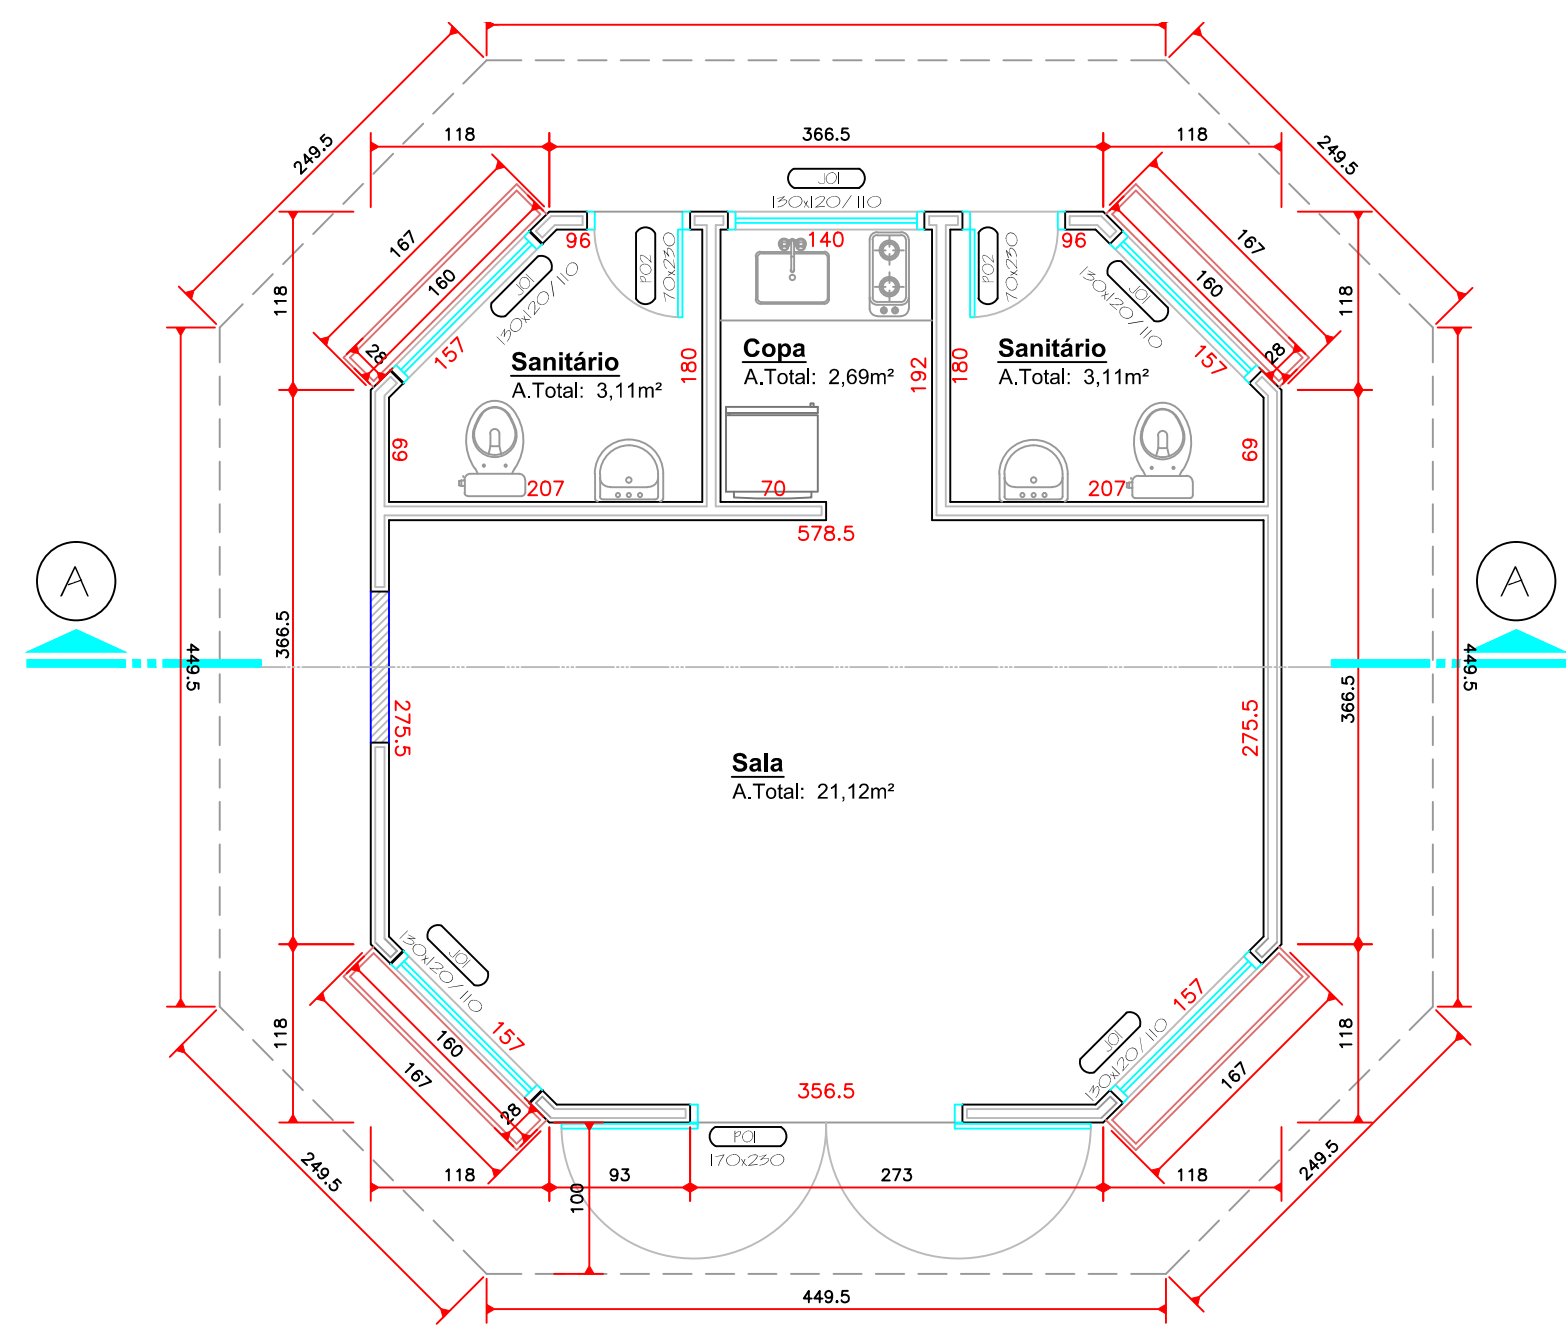 118
366.5
118
249.5
249.5
J01
130x120/110
167
160
28
157
J01
130x120/110
96
P02
70x230
140
P02
70x230
96
J01
130x120/110
167
160
28
157
118
118
Sanitário
A.Total: 3,11m²
180
Copa
A.Total: 2,69m²
192
180
Sanitário
A.Total: 3,11m²
69
207
70
207
69
578.5
A
A
449.5
366.5
275.5
275.5
366.5
449.5
Sala
A.Total: 21,12m²
J01
130x120/110
157
160
167
28
118
J01
130x120/110
157
167
118
356.5
P01
170x230
249.5
118
93
273
118
249.5
100
449.5